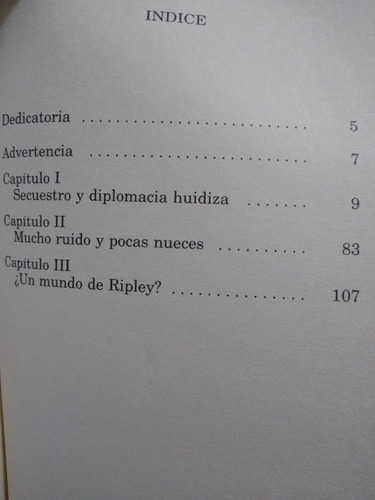 INDICE
Dedicatoria ............................ 5
Advertencia .......................... 7
Capítulo I
Secuestro y diplomacia huidiza ....... 9
Capítulo II
Mucho ruido y pocas nueces .......... 83
Capítulo III
¿Un mundo de Ripley? ............... 107